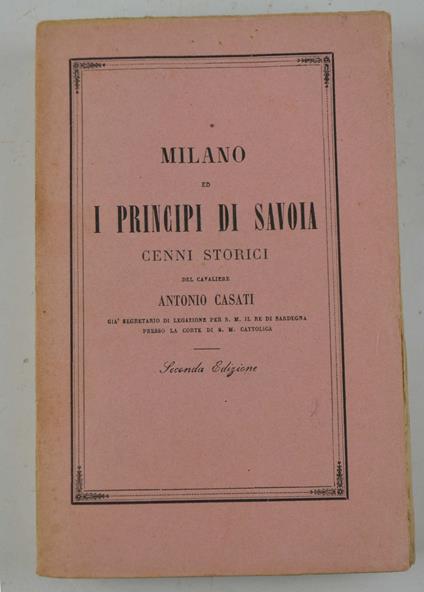 MILANO
ED
I PRINCIPI DI SAVOIA
CENNI STORICI
DEL CAVALIERE
ANTONIO CASATI
GIA' SEGRETARIO DI LEGAZIONE PER S. M. IL RE DI SARDEGNA
PRESSO LA CORTE DI S. M. CATTOLICA
Seconda Edizione